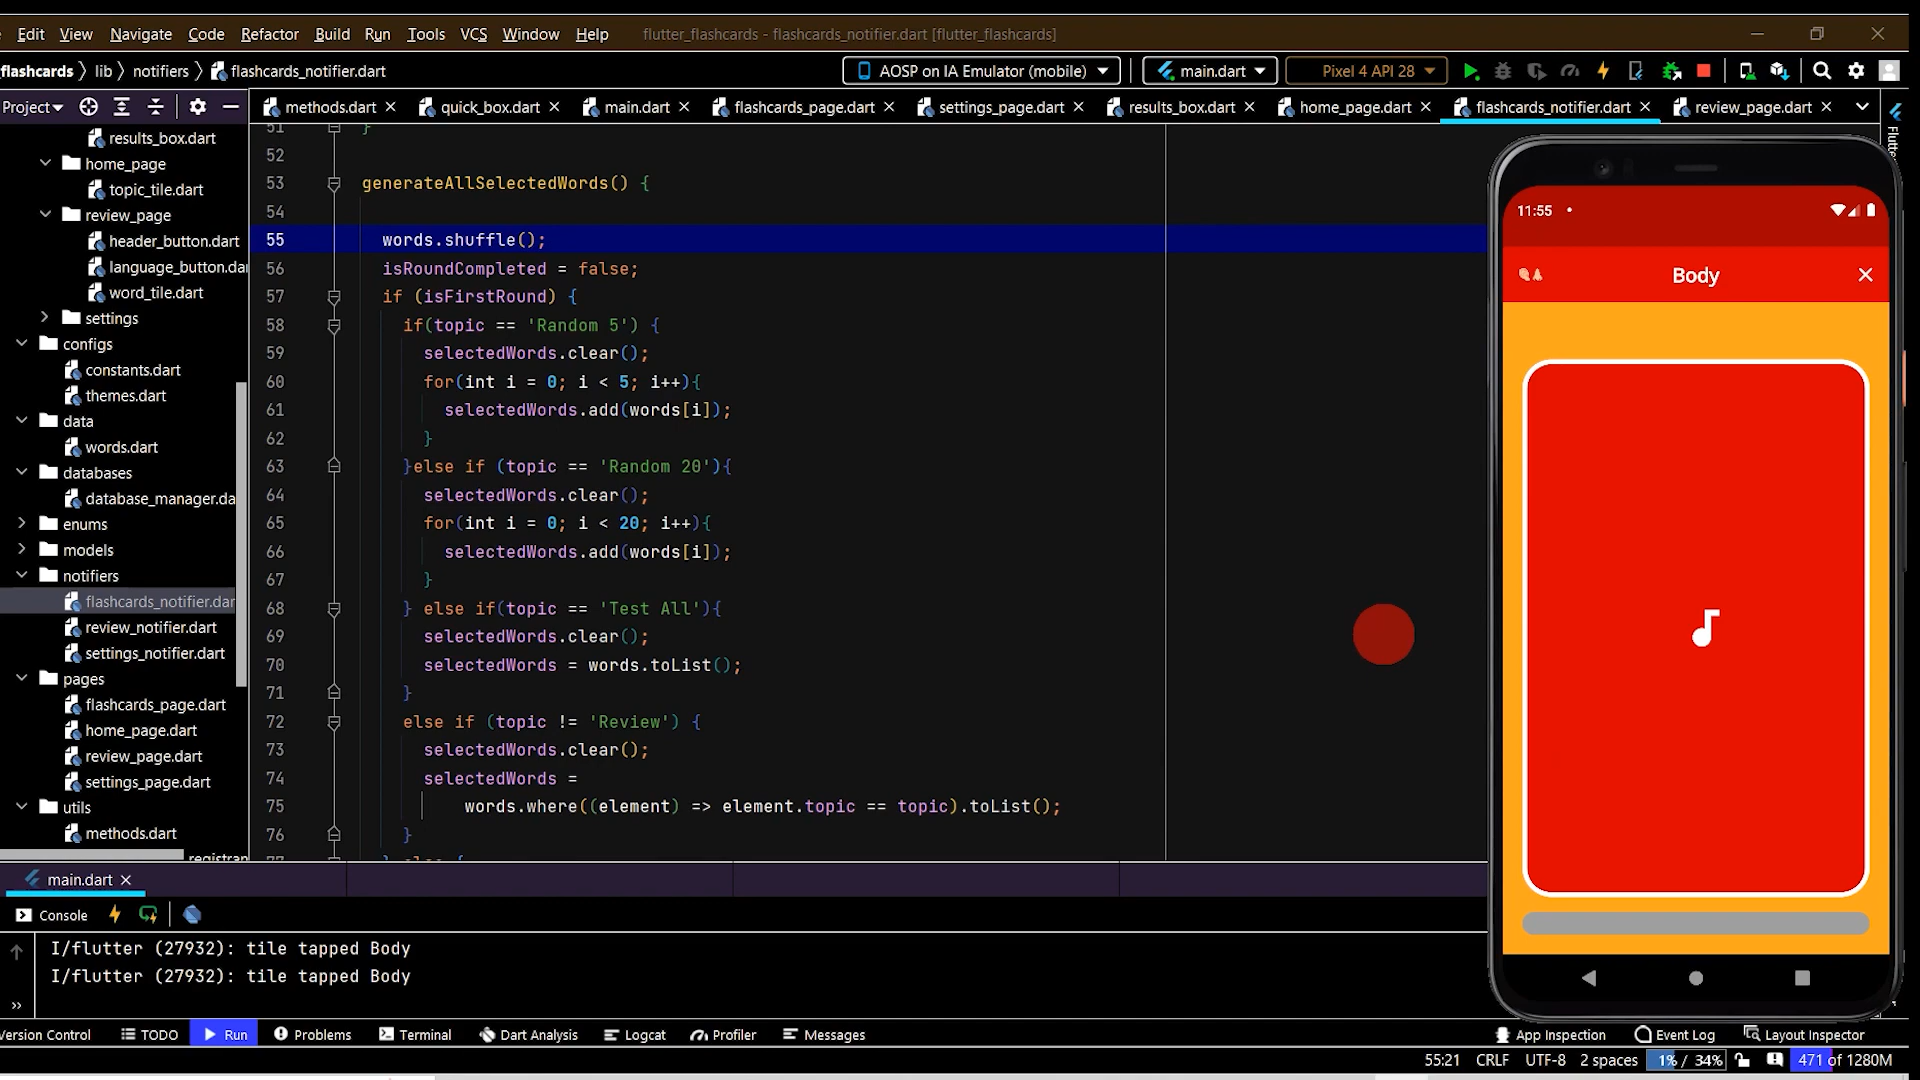 Edit View Navigate Code Refactor Build Run Tools VCS Window Help flutter_flashcards - flashcards_notifier.dart [flutter_flashcards]
flashcards lib notifiers flashcards_notifier.dart AOSP on IA Emulator (mobile) main.dart Pixel 4 API 28
Project methods.dart quick_box.dart main.dart flashcards_page.dart settings_page.dart results_box.dart home_page.dart flashcards_notifier.dart review_page.dart
results_box.dart
home_page
topic_tile.dart
review_page
header_button.dart
language_button.dar
word_tile.dart
settings
configs
constants.dart
themes.dart
data
words.dart
databases
database_manager.da
enums
models
notifiers
flashcards_notifier.dar
review_notifier.dart
settings_notifier.dart
pages
flashcards_page.dart
home_page.dart
review_page.dart
settings_page.dart
utils
methods.dart
registran
51 }
52
53 generateAllSelectedWords() {
54
55 words.shuffle();
56 isRoundCompleted = false;
57 if (isFirstRound) {
58 if(topic == 'Random 5') {
59 selectedWords.clear();
60 for(int i = 0; i < 5; i++){
61 selectedWords.add(words[i]);
62 }
63 }else if (topic == 'Random 20'){
64 selectedWords.clear();
65 for(int i = 0; i < 20; i++){
66 selectedWords.add(words[i]);
67 }
68 } else if(topic == 'Test All'){
69 selectedWords.clear();
70 selectedWords = words.toList();
71 }
72 else if (topic != 'Review') {
73 selectedWords.clear();
74 selectedWords =
75 words.where((element) => element.topic == topic).toList();
76 }
77 } else {
11:55
Body
main.dart
Console
I/flutter (27932): tile tapped Body
I/flutter (27932): tile tapped Body
Version Control TODO Run Problems Terminal Dart Analysis Logcat Profiler Messages App Inspection Event Log Layout Inspector
55:21 CRLF UTF-8 2 spaces 1% / 34% 471 of 1280M